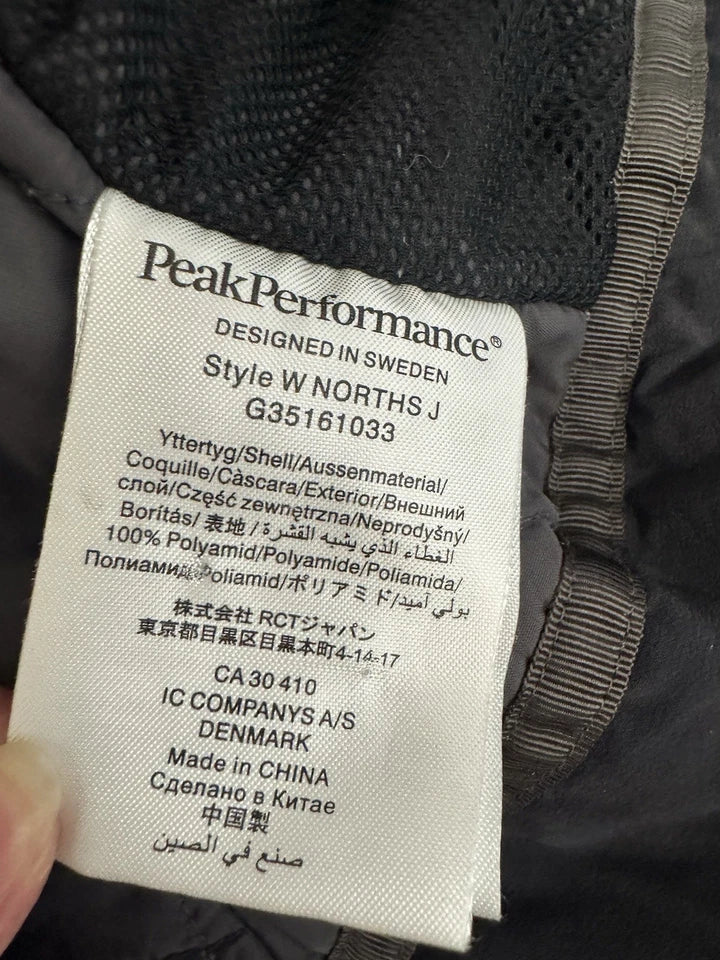 PeakPerformance®
DESIGNED IN SWEDEN
Style W NORTHS J
G35161033
Yttertyg/Shell/Aussenmaterial/
Coquille/Càscara/Exterior/Внешний
слой/Część zewnętrzna/Neprodyšný/
Borítás/ 表地 / الغطاء الذي يشبه القشرة/
100% Polyamid/Polyamide/Poliamida/
Полиамид/Poliamid/ポリアミド/بولي أميد/
株式会社 RCTジャパン
東京都目黒区目黒本町4-14-17
CA 30 410
IC COMPANYS A/S
DENMARK
Made in CHINA
Сделано в Китае
中国製
صنع في الصين